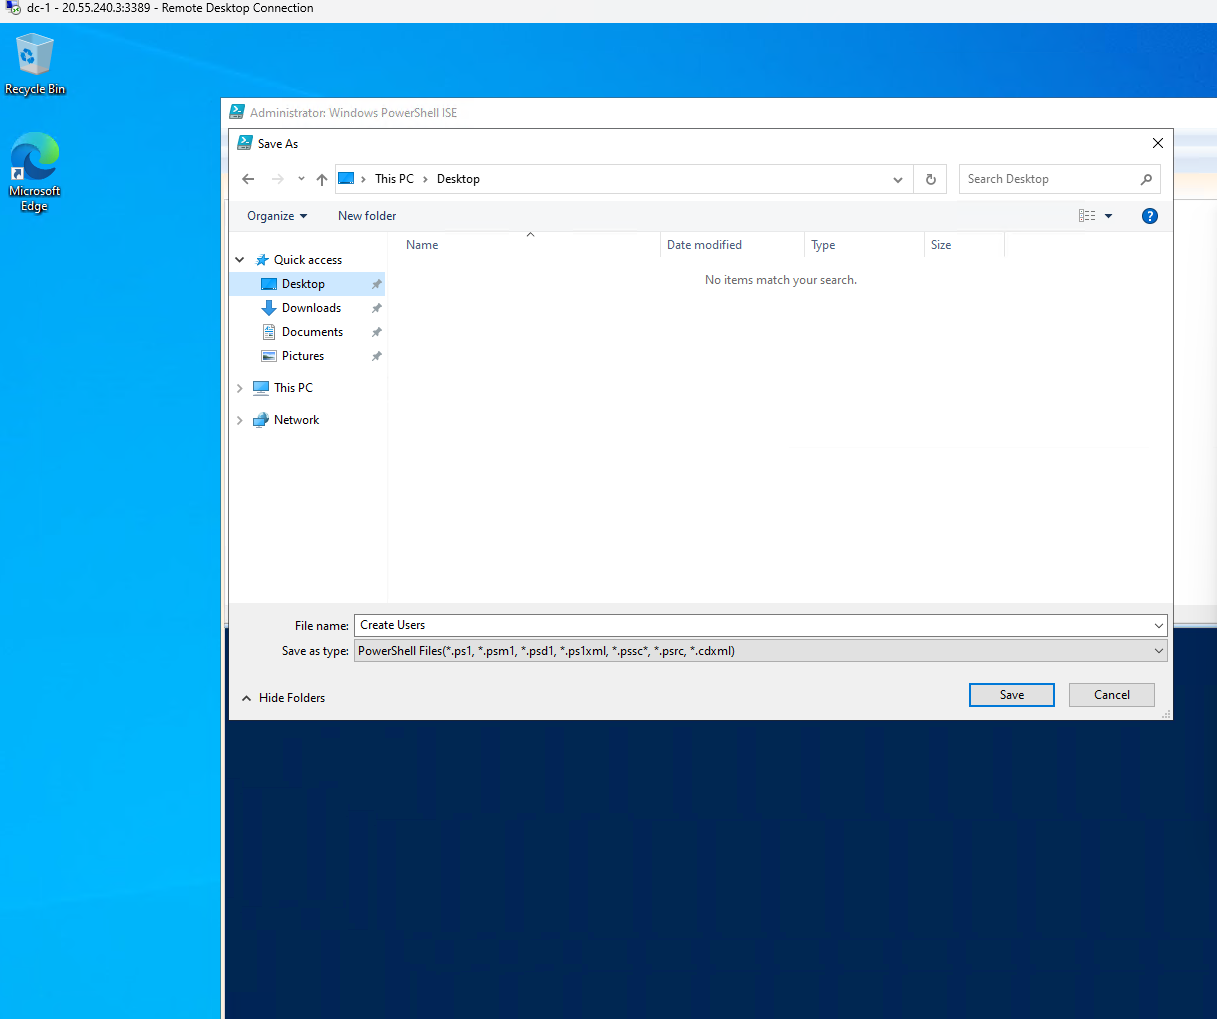 dc-1 - 20.55.240.3:3389 - Remote Desktop Connection
Recycle Bin
Microsoft
Edge
Administrator: Windows PowerShell ISE
Save As
This PC > Desktop
Search Desktop
Organize
New folder
?
Name
Date modified
Type
Size
No items match your search.
Quick access
Desktop
Downloads
Documents
Pictures
This PC
Network
File name: Create Users
Save as type: PowerShell Files(*.ps1, *.psm1, *.psd1, *.ps1xml, *.pssc*, *.psrc, *.cdxml)
Hide Folders
Save
Cancel